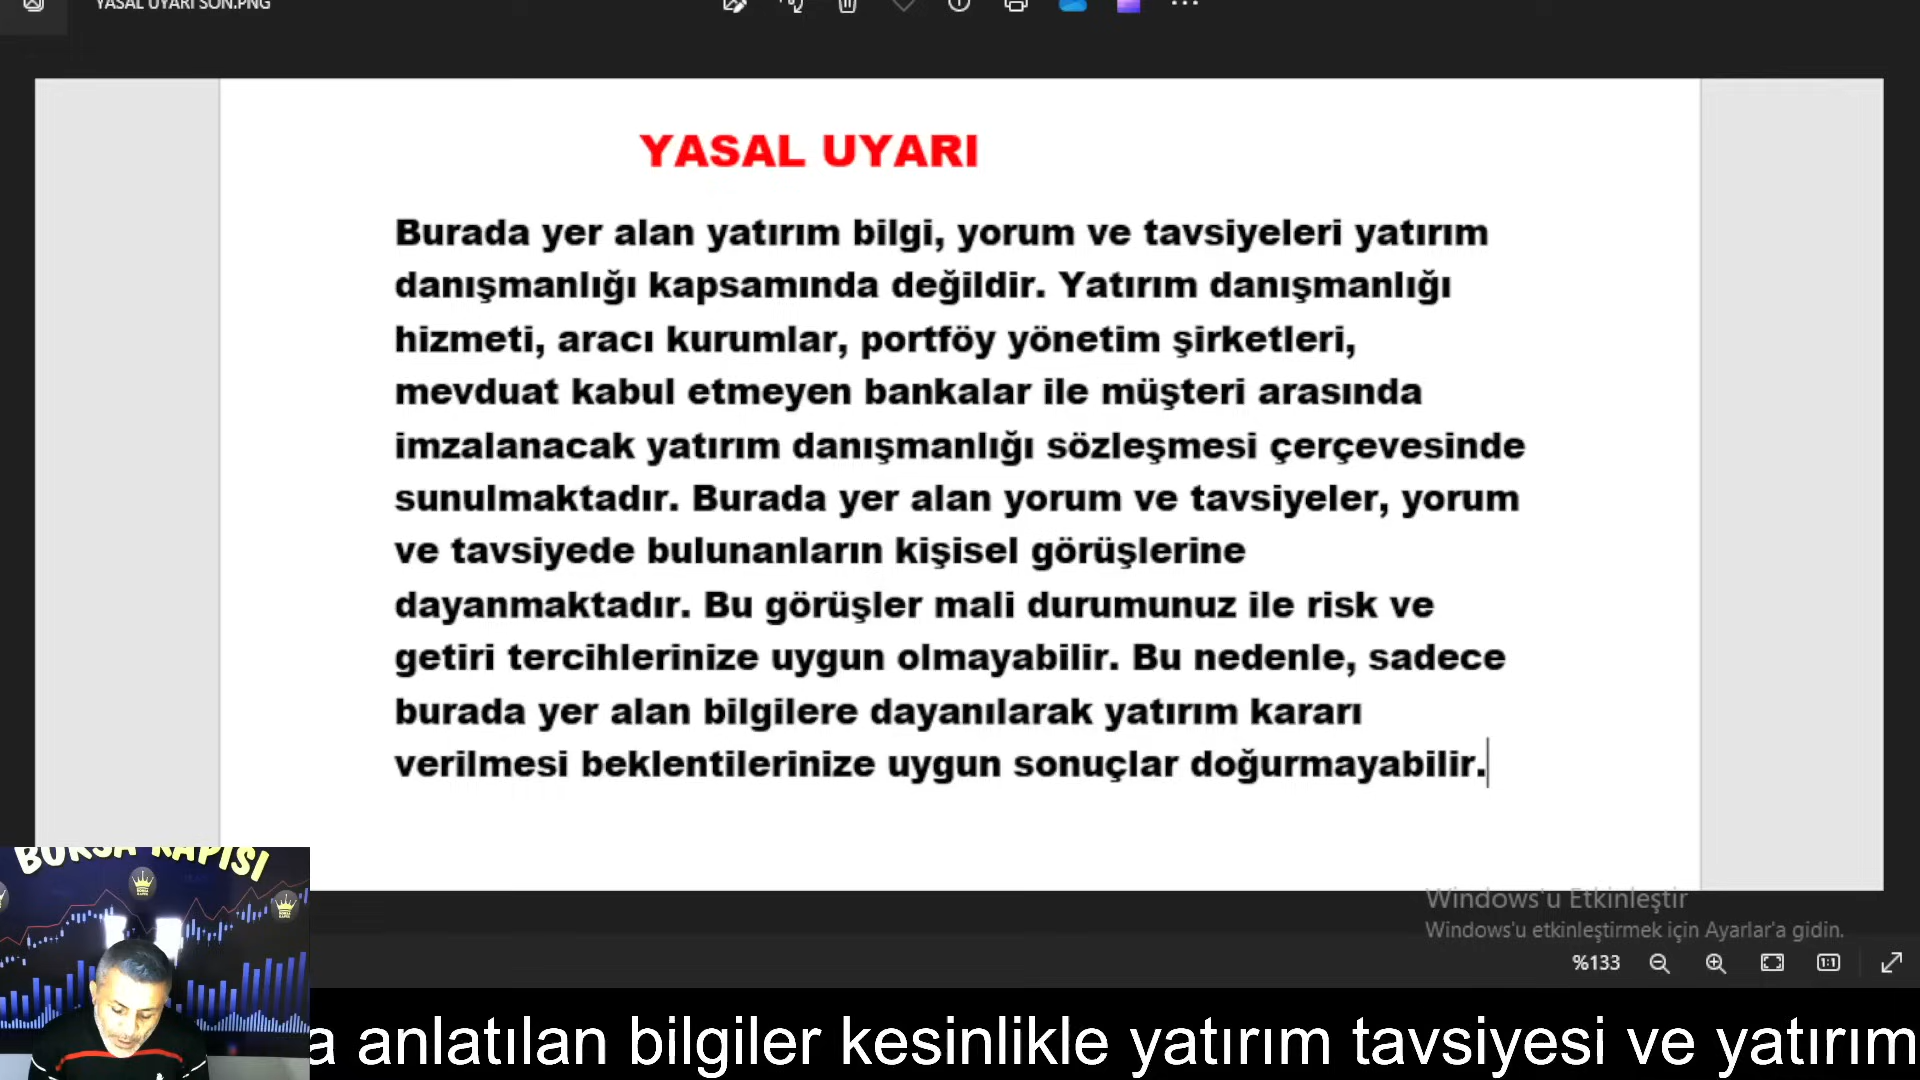 YASAL UYARI SON.PNG
YASAL UYARI
Burada yer alan yatırım bilgi, yorum ve tavsiyeleri yatırım
danışmanlığı kapsamında değildir. Yatırım danışmanlığı
hizmeti, aracı kurumlar, portföy yönetim şirketleri,
mevduat kabul etmeyen bankalar ile müşteri arasında
imzalanacak yatırım danışmanlığı sözleşmesi çerçevesinde
sunulmaktadır. Burada yer alan yorum ve tavsiyeler, yorum
ve tavsiyede bulunanların kişisel görüşlerine
dayanmaktadır. Bu görüşler mali durumunuz ile risk ve
getiri tercihlerinize uygun olmayabilir. Bu nedenle, sadece
burada yer alan bilgilere dayanılarak yatırım kararı
verilmesi beklentilerinize uygun sonuçlar doğurmayabilir.
BORSA KAPISI
Windows'u Etkinleştir
Windows'u etkinleştirmek için Ayarlar'a gidin.
%133
a anlatılan bilgiler kesinlikle yatırım tavsiyesi ve yatırım